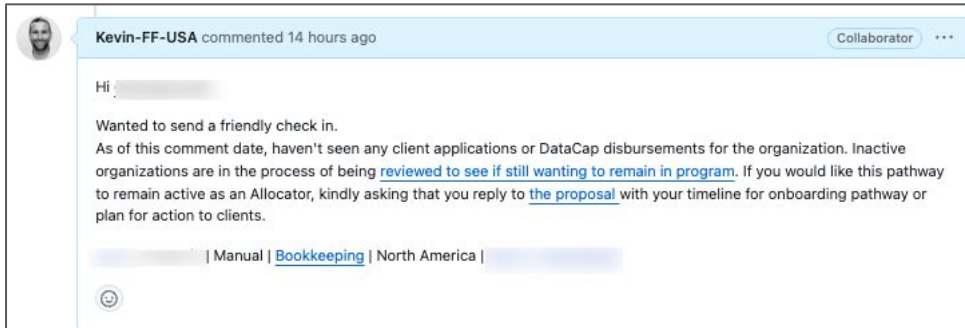 Kevin-FF-USA commented 14 hours ago Collaborator ...
Hi
Wanted to send a friendly check in.
As of this comment date, haven't seen any client applications or DataCap disbursements for the organization. Inactive
organizations are in the process of being reviewed to see if still wanting to remain in program. If you would like this pathway
to remain active as an Allocator, kindly asking that you reply to the proposal with your timeline for onboarding pathway or
plan for action to clients.
| Manual | Bookkeeping | North America |